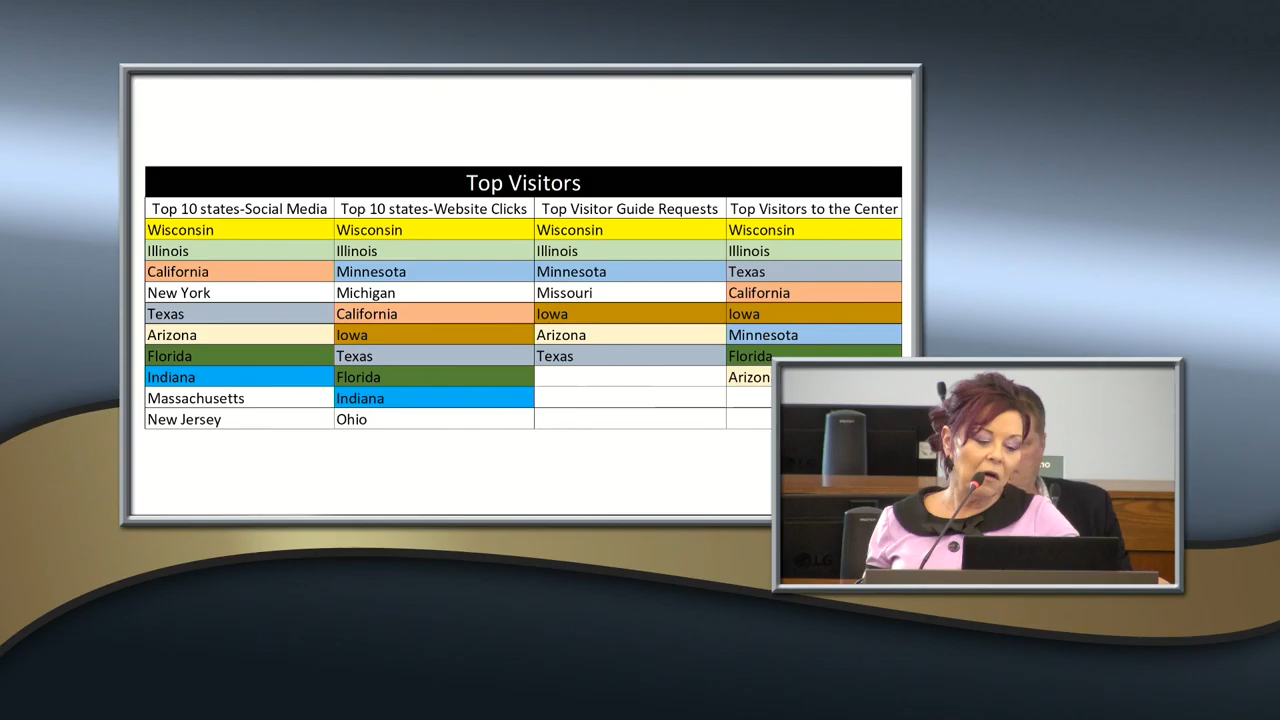 Top Visitors
Top 10 states-Social Media Top 10 states-Website Clicks Top Visitor Guide Requests Top Visitors to the Center
Wisconsin Wisconsin Wisconsin Wisconsin
Illinois Illinois Illinois Illinois
California Minnesota Minnesota Texas
New York Michigan Missouri California
Texas California Iowa Iowa
Arizona Iowa Arizona Minnesota
Florida Texas Texas Florida
Indiana Florida Arizon
Massachusetts Indiana
New Jersey Ohio
LG